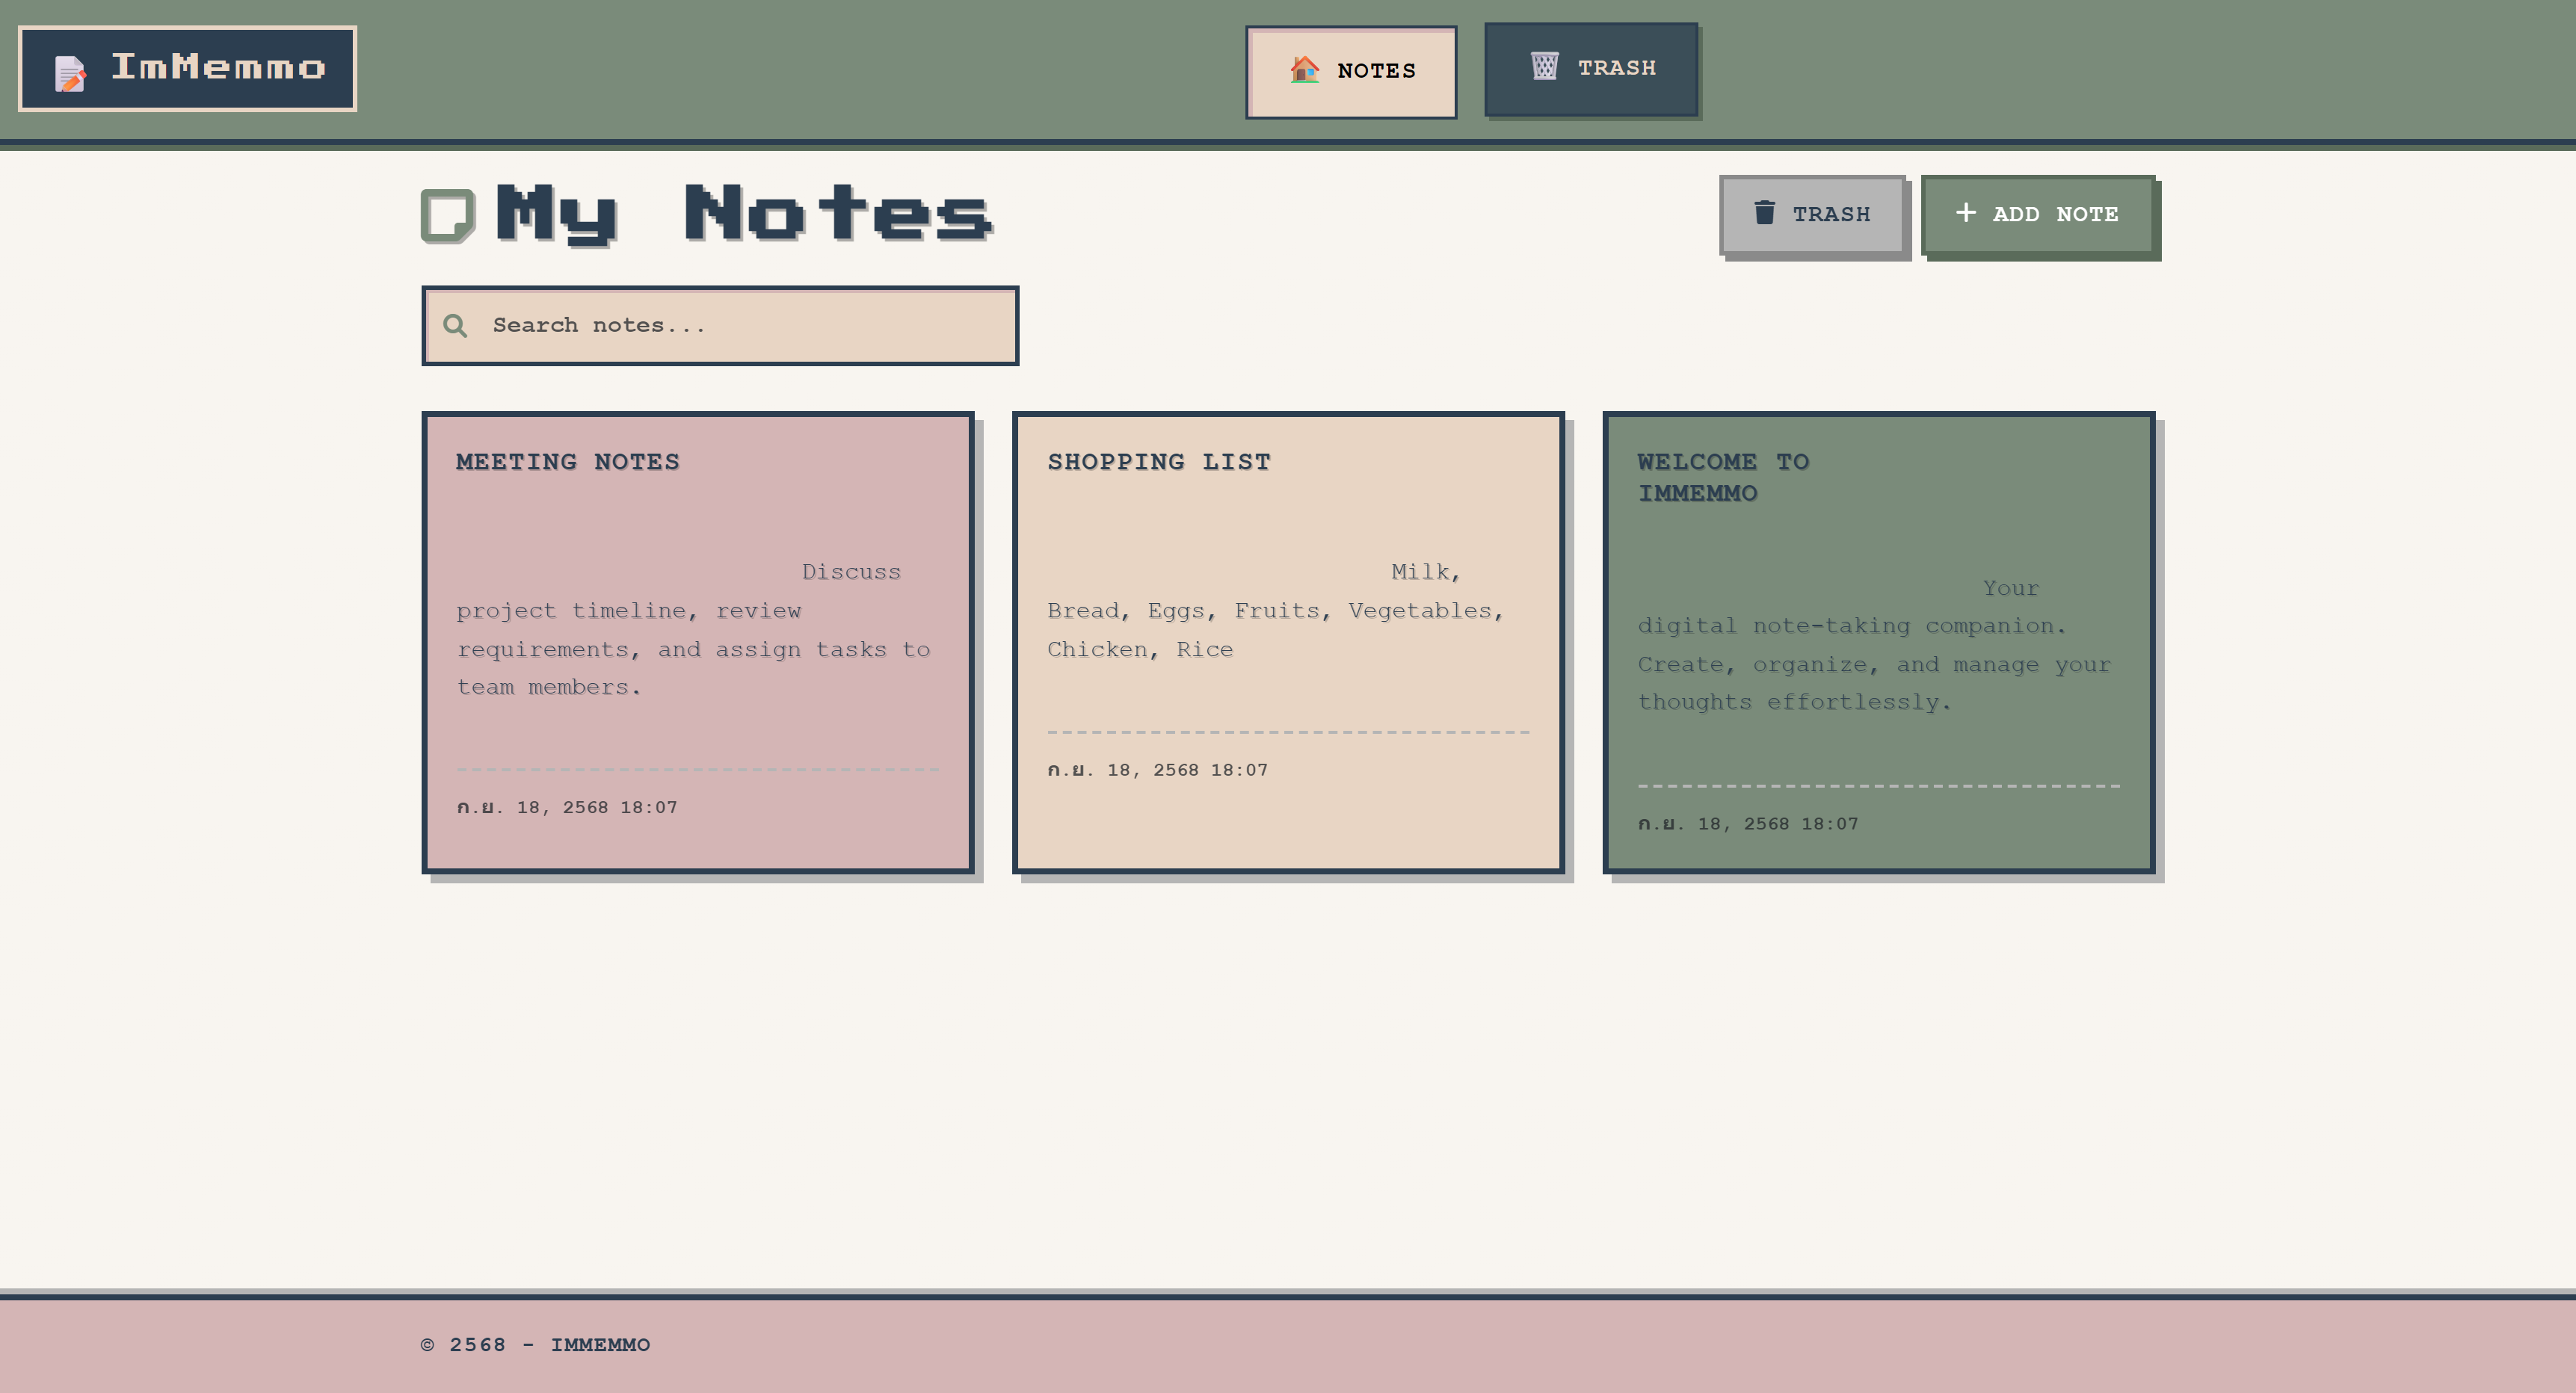 ImMemmo
NOTES
TRASH
My Notes
TRASH
ADD NOTE
Search notes...
MEETING NOTES
Discuss
project timeline, review
requirements, and assign tasks to
team members.
ก.ย. 18, 2568 18:07
SHOPPING LIST
Milk,
Bread, Eggs, Fruits, Vegetables,
Chicken, Rice
ก.ย. 18, 2568 18:07
WELCOME TO
IMMEMMO
Your
digital note-taking companion.
Create, organize, and manage your
thoughts effortlessly.
ก.ย. 18, 2568 18:07
© 2568 - IMMEMMO